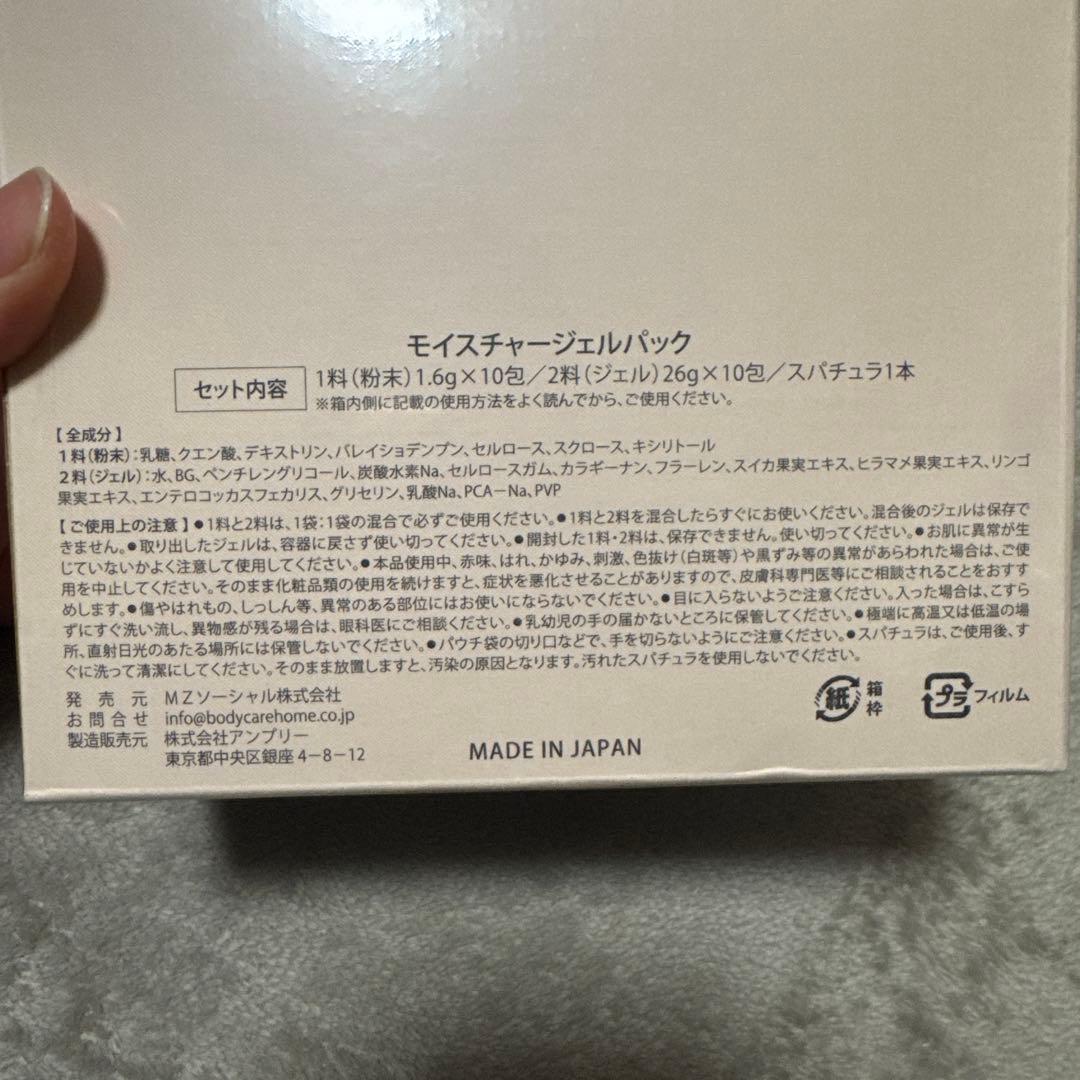 モイスチャージェルパック
セット内容 1料(粉末)1.6g×10包/2料(ジェル)26g×10包/スパチュラ1本
※箱内側に記載の使用方法をよく読んでから、ご使用ください。
【全成分】
1料(粉末):乳糖、クエン酸、デキストリン、バレイショデンプン、セルロース、スクロース、キシリトール
2料(ジェル):水、BG、ペンチレングリコール、炭酸水素Na、セルロースガム、カラギーナン、フラーレン、スイカ果実エキス、ヒラマメ果実エキス、リンゴ
果実エキス、エンテロコッカスフェカリス、グリセリン、乳酸Na、PCA-Na、PVP
【ご使用上の注意】●1料と2料は、1袋:1袋の混合で必ずご使用ください。●1料と2料を混合したらすぐにお使いください。混合後のジェルは保存で
きません。●取り出したジェルは、容器に戻さず使い切ってください。●開封した1料・2料は、保存できません。使い切ってください。●お肌に異常が生
じていないかよく注意して使用してください。●本品使用中、赤味、はれ、かゆみ、刺激、色抜け(白斑等)や黒ずみ等の異常があらわれた場合は、ご使
用を中止してください。そのまま化粧品類の使用を続けますと、症状を悪化させることがありますので、皮膚科専門医等にご相談されることをおすす
めします。●傷やはれもの、しっしん等、異常のある部位にはお使いにならないでください。●目に入らないようご注意ください。入った場合は、こすら
ずにすぐ洗い流し、異物感が残る場合は、眼科医にご相談ください。●乳幼児の手の届かないところに保管してください。●極端に高温又は低温の場
所、直射日光のあたる場所には保管しないでください。●パウチ袋の切り口などで、手を切らないようにご注意ください。●スパチュラは、ご使用後、す
ぐに洗って清潔にしてください。そのまま放置しますと、汚染の原因となります。汚れたスパチュラを使用しないでください。
発売元 MZソーシャル株式会社
お問合せ info@bodycarehome.co.jp
製造販売元 株式会社アンプリー
東京都中央区銀座4-8-12
MADE IN JAPAN
紙 箱 枠
プラ フィルム